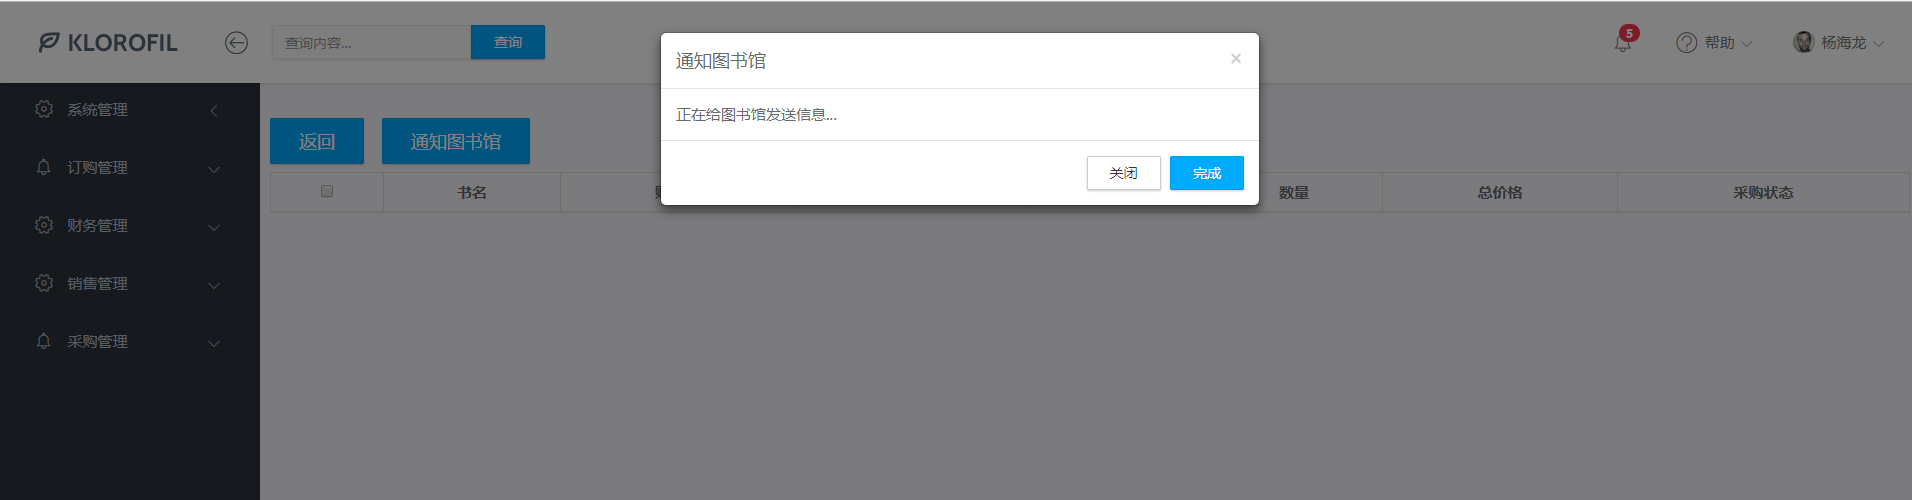 KLOROFIL
查询内容...
查询
5
帮助
杨海龙
通知图书馆
×
正在给图书馆发送信息...
关闭
完成
系统管理
订购管理
财务管理
销售管理
采购管理
返回
通知图书馆
书名
数量
总价格
采购状态